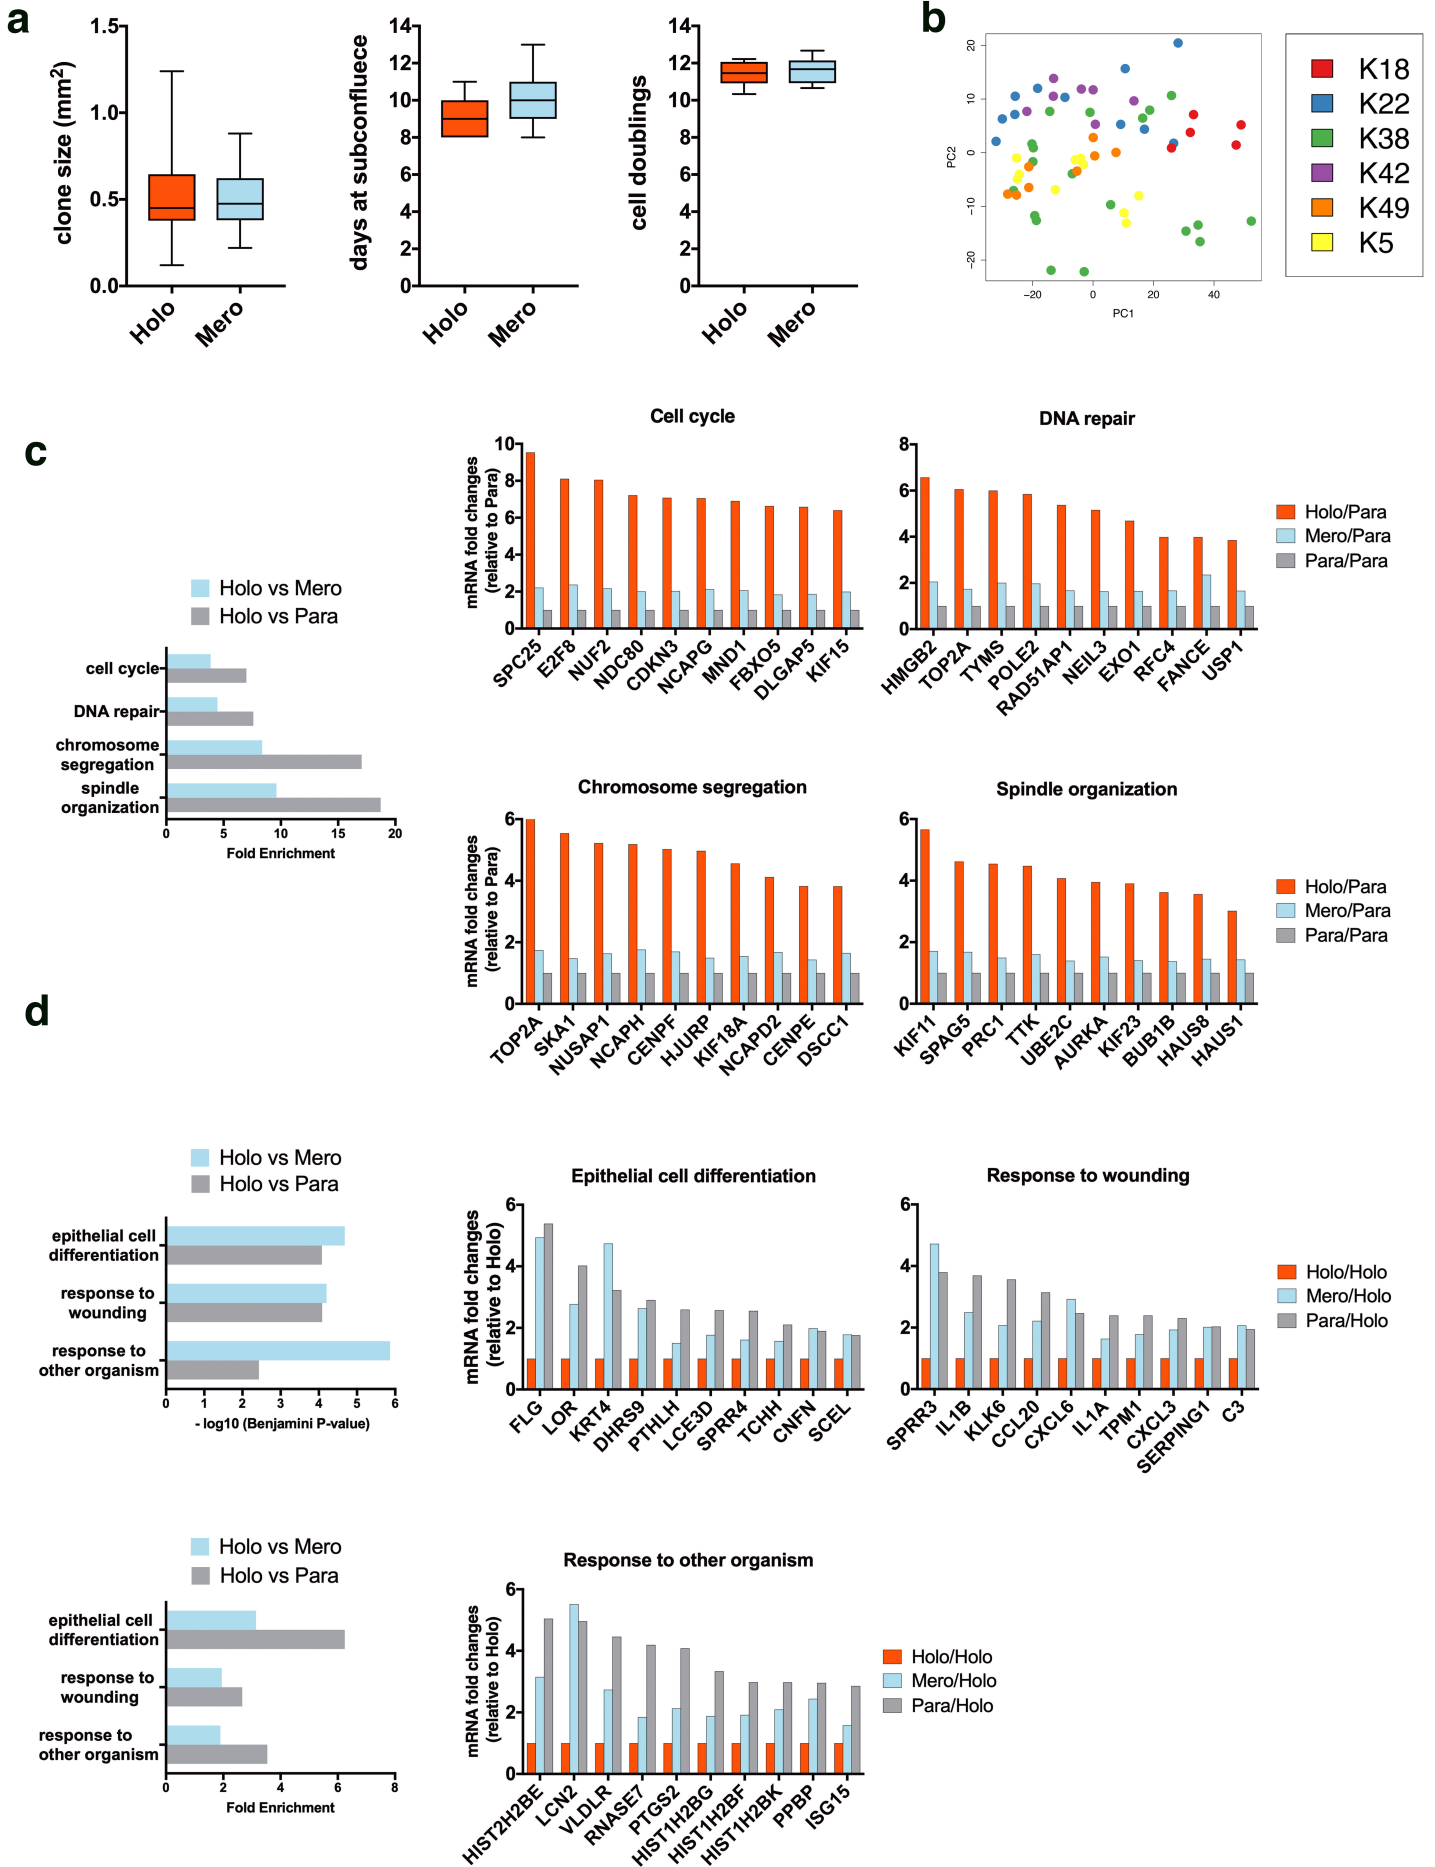 a
clone size (mm2)
1.5
1.0
0.5
0.0
Holo
Mero
days at subconfluece
14
12
10
8
6
4
2
0
Holo
Mero
cell doublings
14
12
10
8
6
4
2
0
Holo
Mero
b
PC2
20
10
0
−10
−20
−20
0
20
40
PC1
K18
K22
K38
K42
K49
K5
c
Holo vs Mero
Holo vs Para
cell cycle
DNA repair
chromosome
segregation
spindle
organization
0
5
10
15
20
Fold Enrichment
Cell cycle
mRNA fold changes
(relative to Para)
10
8
6
4
2
0
SPC25
E2F8
NUF2
NDC80
CDKN3
NCAPG
MND1
FBXO5
DLGAP5
KIF15
DNA repair
8
6
4
2
0
HMGB2
TOP2A
TYMS
POLE2
RAD51AP1
NEIL3
EXO1
RFC4
FANCE
USP1
Holo/Para
Mero/Para
Para/Para
Chromosome segregation
mRNA fold changes
(relative to Para)
6
4
2
0
TOP2A
SKA1
NUSAP1
NCAPH
CENPF
HJURP
KIF18A
NCAPD2
CENPE
DSCC1
Spindle organization
6
4
2
0
KIF11
SPAG5
PRC1
TTK
UBE2C
AURKA
KIF23
BUB1B
HAUS8
HAUS1
Holo/Para
Mero/Para
Para/Para
d
Holo vs Mero
Holo vs Para
epithelial cell
differentiation
response to
wounding
response to
other organism
0
1
2
3
4
5
6
- log10 (Benjamini P-value)
Epithelial cell differentiation
mRNA fold changes
(relative to Holo)
6
4
2
0
FLG
LOR
KRT4
DHRS9
PTHLH
LCE3D
SPRR4
TCHH
CNFN
SCEL
Response to wounding
6
4
2
0
SPRR3
IL1B
KLK6
CCL20
CXCL6
IL1A
TPM1
CXCL3
SERPING1
C3
Holo/Holo
Mero/Holo
Para/Holo
Holo vs Mero
Holo vs Para
epithelial cell
differentiation
response to
wounding
response to
other organism
0
2
4
6
8
Fold Enrichment
Response to other organism
mRNA fold changes
(relative to Holo)
6
4
2
0
HIST2H2BE
LCN2
VLDLR
RNASE7
PTGS2
HIST1H2BG
HIST1H2BF
HIST1H2BK
PPBP
ISG15
Holo/Holo
Mero/Holo
Para/Holo